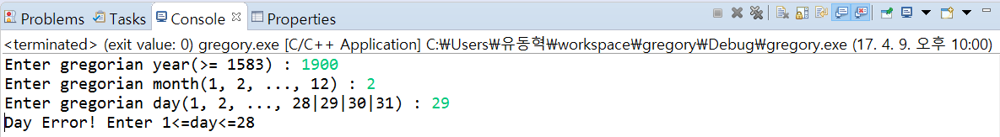 Problems Tasks Console Properties
<terminated> (exit value: 0) gregory.exe [C/C++ Application] C:₩Users₩유동혁₩workspace₩gregory₩Debug₩gregory.exe (17. 4. 9. 오후 10:00)
Enter gregorian year(>= 1583) : 1900
Enter gregorian month(1, 2, ..., 12) : 2
Enter gregorian day(1, 2, ..., 28|29|30|31) : 29
Day Error! Enter 1<=day<=28